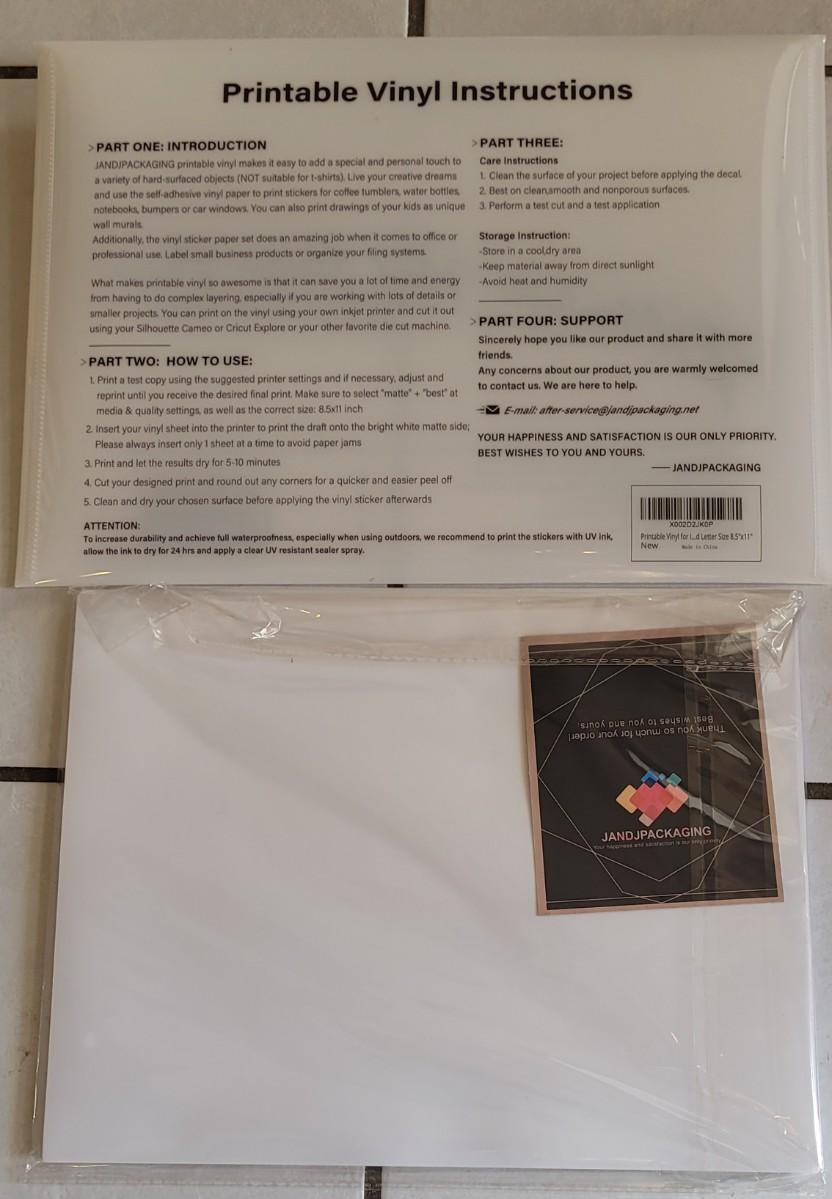 Printable Vinyl Instructions
>PART ONE: INTRODUCTION
JANDJPACKAGING printable vinyl makes it easy to add a special and personal touch to
a variety of hard-surfaced objects (NOT suitable for t-shirts). Live your creative dreams
and use the self-adhesive vinyl paper to print stickers for coffee tumblers, water bottles,
notebooks, bumpers or car windows. You can also print drawings of your kids as unique
wall murals.
Additionally, the vinyl sticker paper set does an amazing job when it comes to office or
professional use. Label small business products or organize your filing systems.
What makes printable vinyl so awesome is that it can save you a lot of time and energy
from having to do complex layering, especially if you are working with lots of details or
smaller projects. You can print on the vinyl using your own inkjet printer and cut it out
using your Silhouette Cameo or Cricut Explore or your other favorite die cut machine.
>PART TWO: HOW TO USE:
1. Print a test copy using the suggested printer settings and if necessary, adjust and
reprint until you receive the desired final print. Make sure to select "matte" + "best" at
media & quality settings, as well as the correct size: 8.5x11 inch
2. Insert your vinyl sheet into the printer to print the draft onto the bright white matte side;
Please always insert only 1 sheet at a time to avoid paper jams
3. Print and let the results dry for 5-10 minutes
4. Cut your designed print and round out any corners for a quicker and easier peel off
5. Clean and dry your chosen surface before applying the vinyl sticker afterwards
ATTENTION:
To increase durability and achieve full waterproofness, especially when using outdoors, we recommend to print the stickers with UV ink,
allow the ink to dry for 24 hrs and apply a clear UV resistant sealer spray.
>PART THREE:
Care Instructions
1. Clean the surface of your project before applying the decal.
2. Best on clean,smooth and nonporous surfaces.
3. Perform a test cut and a test application
Storage Instruction:
-Store in a cool,dry area
-Keep material away from direct sunlight
-Avoid heat and humidity
>PART FOUR: SUPPORT
Sincerely hope you like our product and share it with more
friends.
Any concerns about our product, you are warmly welcomed
to contact us. We are here to help.
E-mail: after-service@jandjpackaging.net
YOUR HAPPINESS AND SATISFACTION IS OUR ONLY PRIORITY.
BEST WISHES TO YOU AND YOURS.
—— JANDJPACKAGING
X002D2JK0P
Printable Vinyl for i...d Letter Size 8.5"x11"
New
Made in China
Thank you so much for your order!
Best wishes to you and yours.
JANDJPACKAGING
Your happiness and satisfaction is our only priority